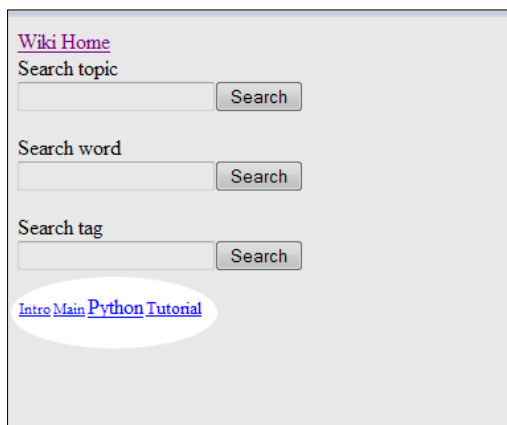 Wiki Home
Search topic
Search
Search word
Search
Search tag
Search
Intro Main Python Tutorial